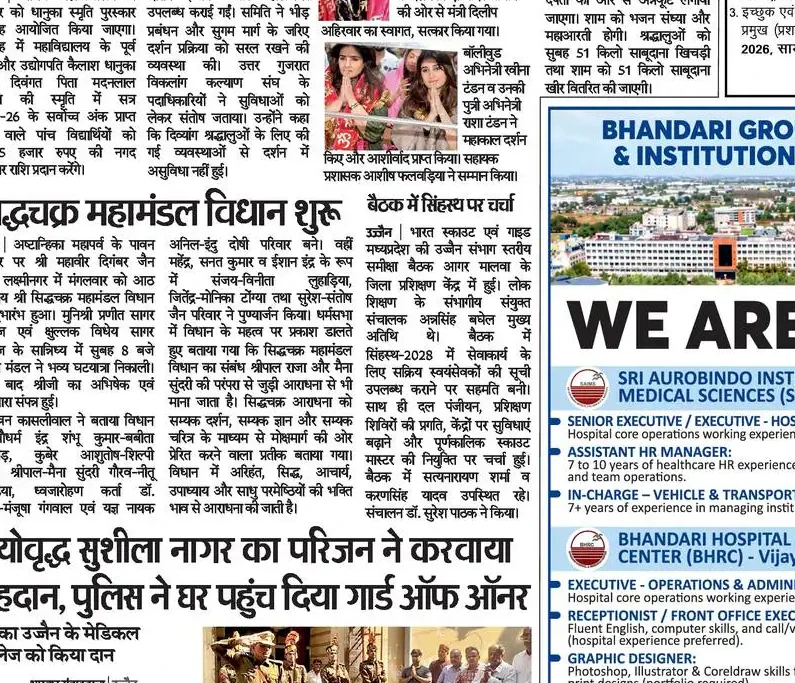 को धानुका स्मृति पुरस्कार
आयोजित किया जाएगा।
में महाविद्यालय के पूर्व
और उद्योगपति कैलाश धानुका
दिवंगत पिता मदनलाल
की स्मृति में सत्र
-26 के सर्वोच्च अंक प्राप्त
वाले पांच विद्यार्थियों को
5 हजार रुपए की नगद
राशि प्रदान करेंगे।
उपलब्ध कराई गईं। समिति ने भीड़
प्रबंधन और सुगम मार्ग के जरिए
दर्शन प्रक्रिया को सरल रखने की
व्यवस्था की। उत्तर गुजरात
विकलांग कल्याण संघ के
पदाधिकारियों ने सुविधाओं को
लेकर संतोष जताया। उन्होंने कहा
कि दिव्यांग श्रद्धालुओं के लिए की
गई व्यवस्थाओं से दर्शन में
असुविधा नहीं हुई।
की ओर से मंत्री दिलीप
अहिरवार का स्वागत, सत्कार किया गया।
बॉलीवुड
अभिनेत्री रवीना
टंडन व उनकी
पुत्री अभिनेत्री
राशा टंडन ने
महाकाल दर्शन
किए और आशीर्वाद प्राप्त किया। सहायक
प्रशासक आशीष फलवड़िया ने सम्मान किया।
जाएगा। शाम को भजन संध्या और
महाआरती होगी। श्रद्धालुओं को
सुबह 51 किलो साबूदाना खिचड़ी
तथा शाम को 51 किलो साबूदाना
खीर वितरित की जाएगी।
3. इच्छुक एवं
प्रमुख (प्रशा
2026, सा
द्धचक्र महामंडल विधान शुरू
| अष्टान्हिका महापर्व के पावन
पर श्री महावीर दिगंबर जैन
लक्ष्मीनगर में मंगलवार को आठ
य श्री सिद्धचक्र महामंडल विधान
भारंभ हुआ। मुनिश्री प्रणीत सागर
एवं क्षुल्लक विधेय सागर
के सान्निध्य में सुबह 8 बजे
मंडल ने भव्य घटयात्रा निकाली।
बाद श्रीजी का अभिषेक एवं
रा संपन्न हुई।
कासलीवाल ने बताया विधान
सौधर्म इंद्र शंभू कुमार-बबीता
कुबेर आशुतोष-शिल्पी
श्रीपाल-मैना सुंदरी गौरव-नीतू
ध्वजारोहण कर्ता डॉ.
-मंजूषा गंगवाल एवं यज्ञ नायक
अनिल-इंदु दोषी परिवार बने। वहीं
महेंद्र, सनत कुमार व ईशान इंद्र के रूप
में संजय-विनीता लुहाड़िया,
जितेंद्र-मोनिका टोंग्या तथा सुरेश-संतोष
जैन परिवार ने पुण्यार्जन किया। धर्मसभा
में विधान के महत्व पर प्रकाश डालते
हुए बताया गया कि सिद्धचक्र महामंडल
विधान का संबंध श्रीपाल राजा और मैना
सुंदरी की परंपरा से जुड़ी आराधना से भी
माना जाता है। सिद्धचक्र आराधना को
सम्यक दर्शन, सम्यक ज्ञान और सम्यक
चरित्र के माध्यम से मोक्षमार्ग की ओर
प्रेरित करने वाला प्रतीक बताया गया।
विधान में अरिहंत, सिद्ध, आचार्य,
उपाध्याय और साधु परमेष्ठियों की भक्ति
भाव से आराधना की जाती है।
बैठक में सिंहस्थ पर चर्चा
उज्जैन | भारत स्काउट एवं गाइड
मध्यप्रदेश की उज्जैन संभाग स्तरीय
समीक्षा बैठक आगर मालवा के
जिला प्रशिक्षण केंद्र में हुई। लोक
शिक्षण के संभागीय संयुक्त
संचालक अन्नसिंह बघेल मुख्य
अतिथि थे। बैठक में
सिंहस्थ-2028 में सेवाकार्य के
लिए सक्रिय स्वयंसेवकों की सूची
उपलब्ध कराने पर सहमति बनी।
साथ ही दल पंजीयन, प्रशिक्षण
शिविरों की प्रगति, केंद्रों पर सुविधाएं
बढ़ाने और पूर्णकालिक स्काउट
मास्टर की नियुक्ति पर चर्चा हुई।
बैठक में सत्यनारायण शर्मा व
करणसिंह यादव उपस्थित रहे।
संचालन डॉ. सुरेश पाठक ने किया।
योवृद्ध सुशीला नागर का परिजन ने करवाया
हदान, पुलिस ने घर पहुंच दिया गार्ड ऑफ ऑनर
का उज्जैन के मेडिकल
लेज को किया दान
BHANDARI GRO
& INSTITUTION
WE ARE
SAIMS
SRI AUROBINDO INST
MEDICAL SCIENCES (S
SENIOR EXECUTIVE / EXECUTIVE - HOS
Hospital core operations working experien
ASSISTANT HR MANAGER:
7 to 10 years of healthcare HR experience
and team operations.
IN-CHARGE – VEHICLE & TRANSPORT
7+ years of experience in managing instit
BHRC
BHANDARI HOSPITAL
CENTER (BHRC) - Vijay
EXECUTIVE - OPERATIONS & ADMINI
Hospital core operations working experie
RECEPTIONIST / FRONT OFFICE EXEC
Fluent English, computer skills, and call/v
(hospital experience preferred).
GRAPHIC DESIGNER:
Photoshop, Illustrator & Coreldraw skills f
print designs (portfolio required)